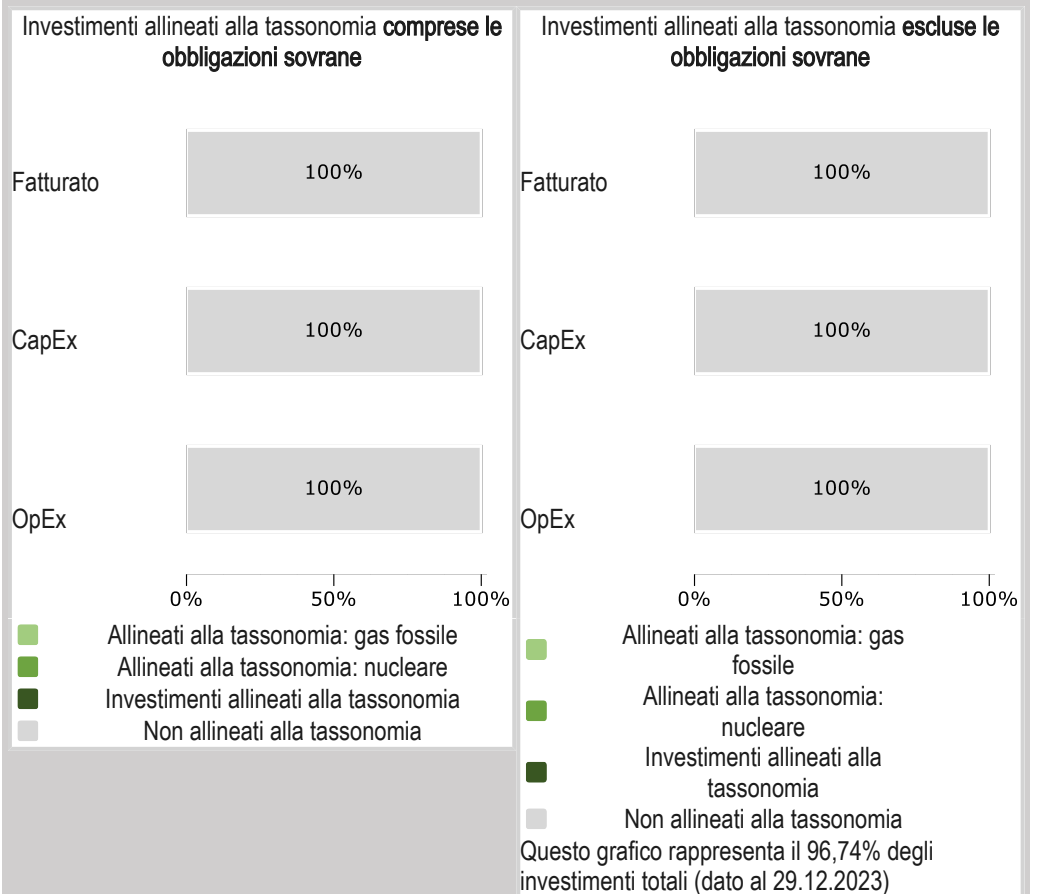 Investimenti allineati alla tassonomia comprese le
obbligazioni sovrane
Fatturato
100%
CapEx
100%
OpEx
100%
0% 50% 100%
Allineati alla tassonomia: gas fossile
Allineati alla tassonomia: nucleare
Investimenti allineati alla tassonomia
Non allineati alla tassonomia
Investimenti allineati alla tassonomia escluse le
obbligazioni sovrane
Fatturato
100%
CapEx
100%
OpEx
100%
0% 50% 100%
Allineati alla tassonomia: gas
fossile
Allineati alla tassonomia:
nucleare
Investimenti allineati alla
tassonomia
Non allineati alla tassonomia
Questo grafico rappresenta il 96,74% degli
investimenti totali (dato al 29.12.2023)